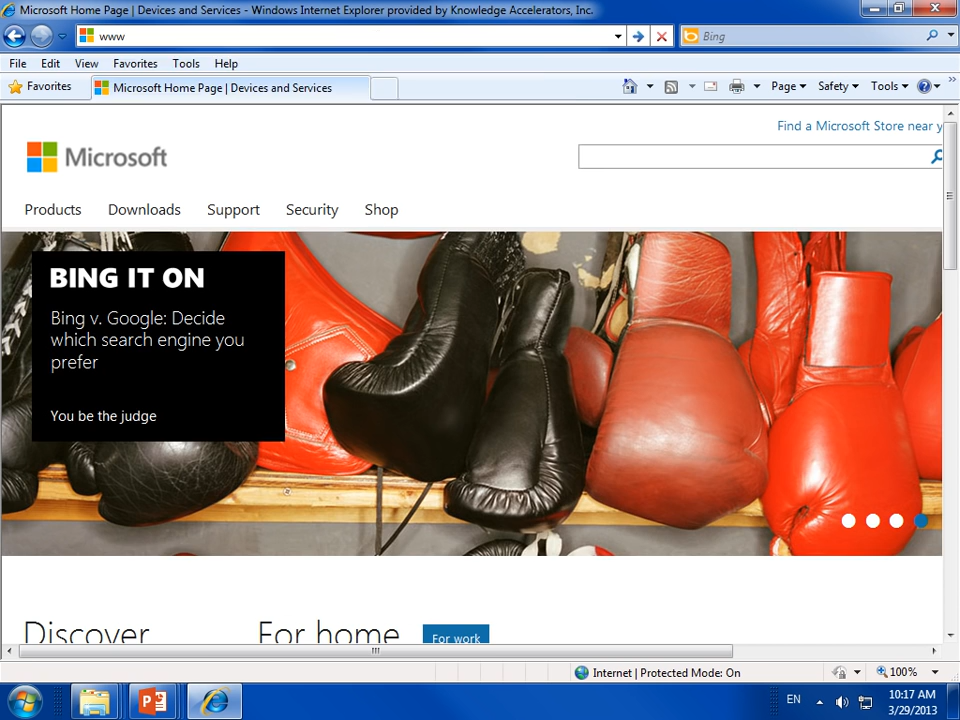 Microsoft Home Page | Devices and Services - Windows Internet Explorer provided by Knowledge Accelerators, Inc.
www
Bing
File Edit View Favorites Tools Help
Favorites
Microsoft Home Page | Devices and Services
Page Safety Tools
Find a Microsoft Store near y
Microsoft
Products Downloads Support Security Shop
BING IT ON
Bing v. Google: Decide
which search engine you
prefer
You be the judge
Discover
For home
For work
Internet | Protected Mode: On
100%
EN
10:17 AM
3/29/2013